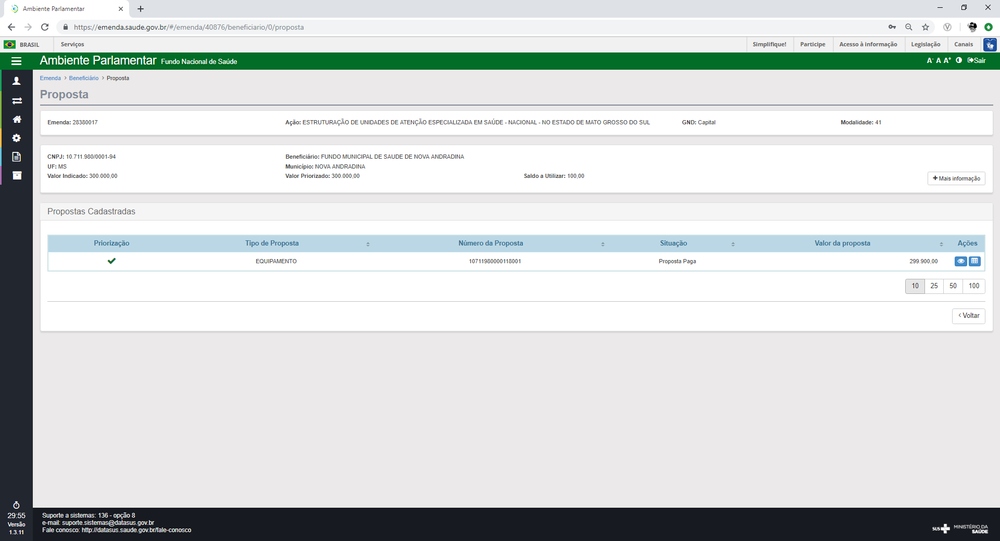 Ambiente Parlamentar
https://emenda.saude.gov.br/#/emenda/40876/beneficiario/0/proposta
BRASIL
Serviços
Simplifique!
Participe
Acesso à informação
Legislação
Canais
Ambiente Parlamentar Fundo Nacional de Saúde
A- A A+ Sair
Emenda > Beneficiário > Proposta
Proposta
Emenda: 28380017
Ação: ESTRUTURAÇÃO DE UNIDADES DE ATENÇÃO ESPECIALIZADA EM SAÚDE - NACIONAL - NO ESTADO DE MATO GROSSO DO SUL
GND: Capital
Modalidade: 41
CNPJ: 10.711.980/0001-94
Beneficiário: FUNDO MUNICIPAL DE SAUDE DE NOVA ANDRADINA
UF: MS
Município: NOVA ANDRADINA
Valor Indicado: 300.000,00
Valor Priorizado: 300.000,00
Saldo a Utilizar: 100,00
+ Mais informação
Propostas Cadastradas
Priorização
Tipo de Proposta
Número da Proposta
Situação
Valor da proposta
Ações
EQUIPAMENTO
10711980000118001
Proposta Paga
299.900,00
10 25 50 100
‹ Voltar
29:55
Versão
1.3.11
Suporte a sistemas: 136 - opção 8
e-mail: suporte.sistemas@datasus.gov.br
Fale conosco: http://datasus.saude.gov.br/fale-conosco
SUS
MINISTÉRIO DA
SAÚDE